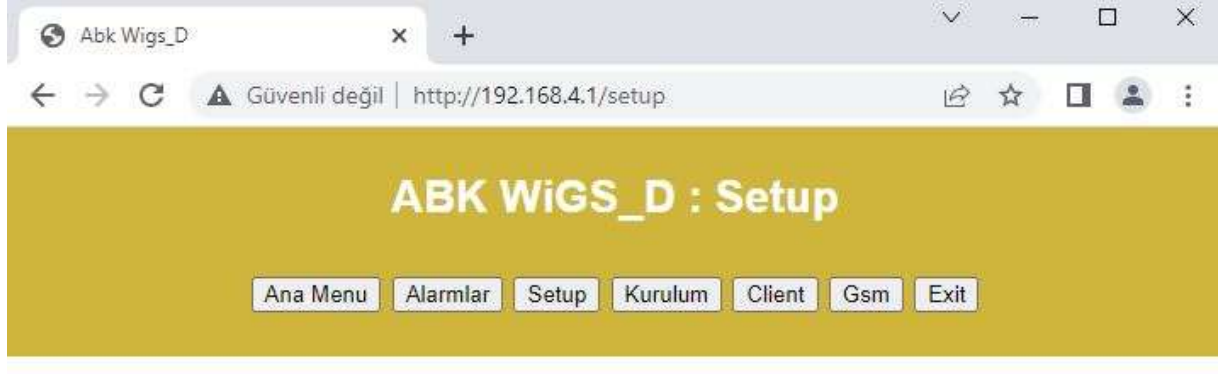 Abk Wigs_D
Güvenli değil | http://192.168.4.1/setup
ABK WiGS_D : Setup
Ana Menu Alarmlar Setup Kurulum Client Gsm Exit